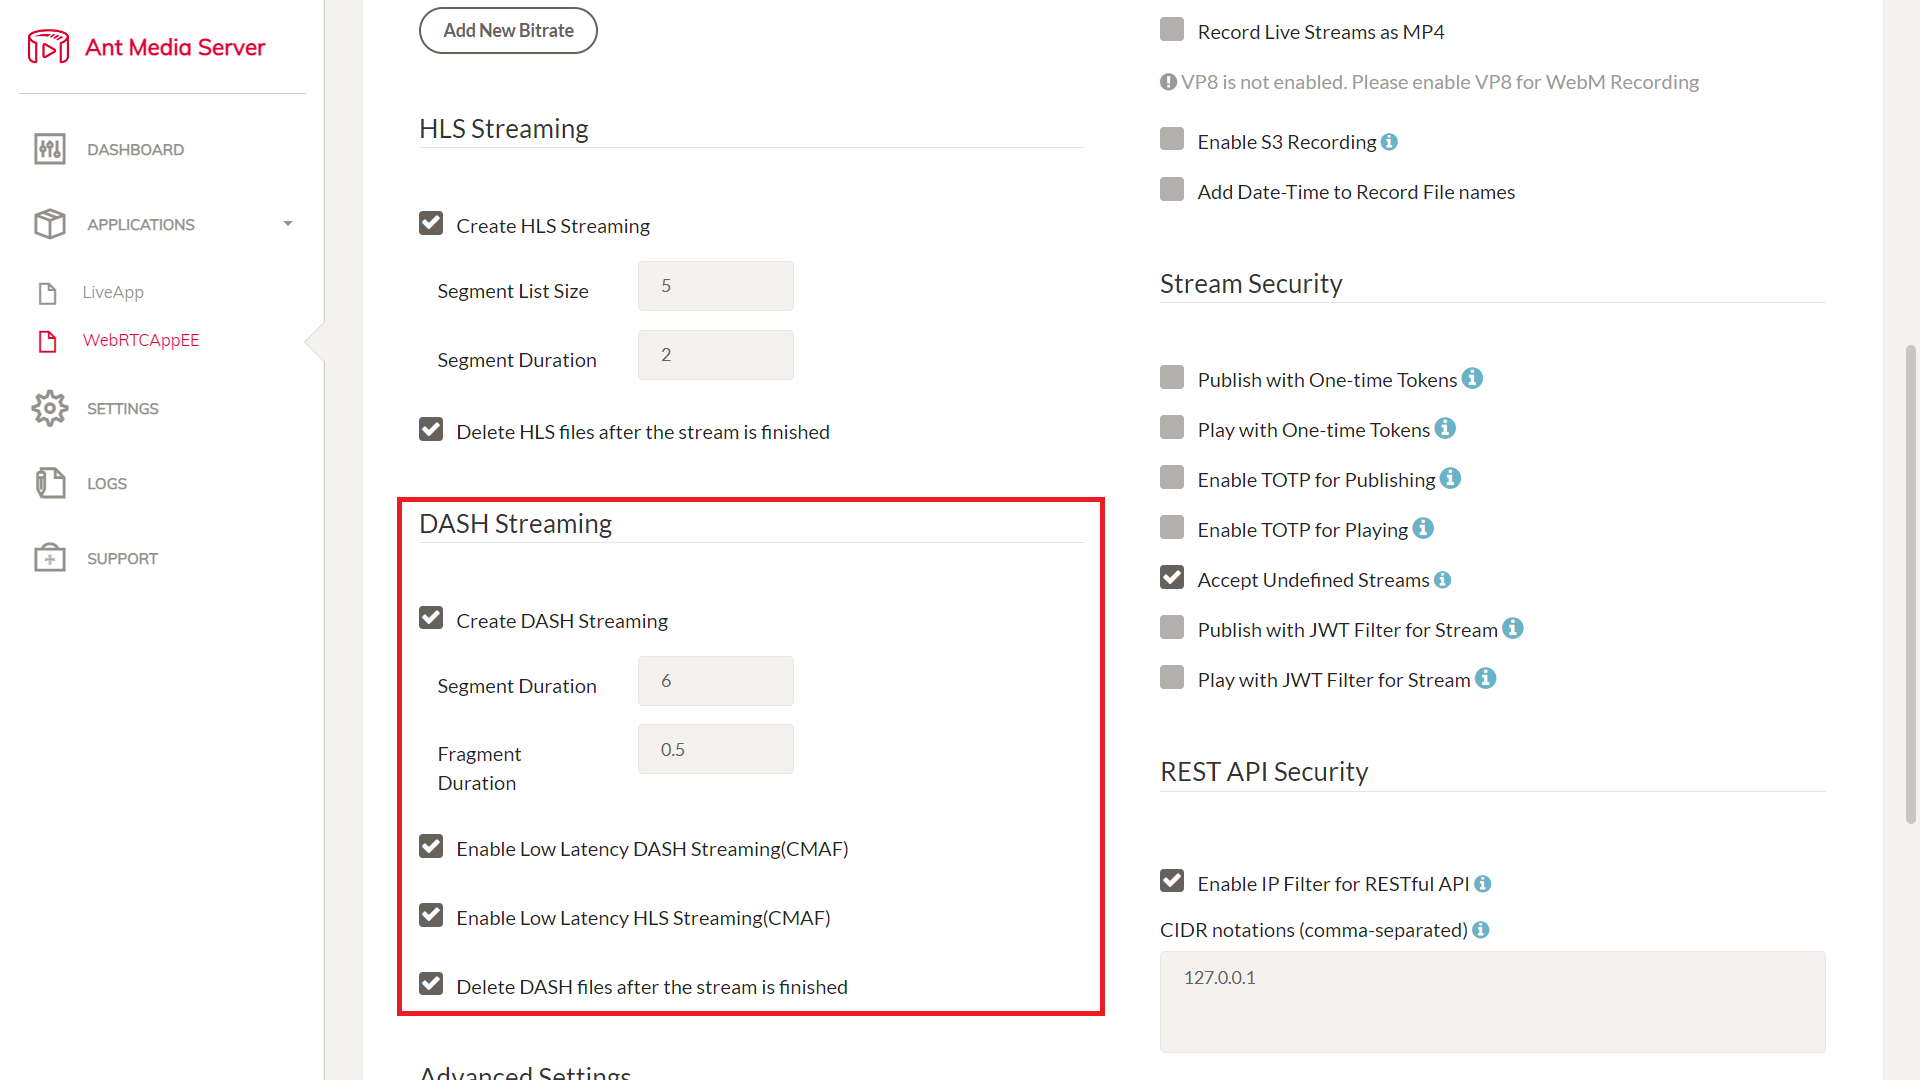 Ant Media Server
DASHBOARD
APPLICATIONS
LiveApp
WebRTCAppEE
SETTINGS
LOGS
SUPPORT
Add New Bitrate
HLS Streaming
Create HLS Streaming
Segment List Size 5
Segment Duration 2
Delete HLS files after the stream is finished
DASH Streaming
Create DASH Streaming
Segment Duration 6
Fragment 0.5
Duration
Enable Low Latency DASH Streaming(CMAF)
Enable Low Latency HLS Streaming(CMAF)
Delete DASH files after the stream is finished
Advanced Settings
Record Live Streams as MP4
VP8 is not enabled. Please enable VP8 for WebM Recording
Enable S3 Recording
Add Date-Time to Record File names
Stream Security
Publish with One-time Tokens
Play with One-time Tokens
Enable TOTP for Publishing
Enable TOTP for Playing
Accept Undefined Streams
Publish with JWT Filter for Stream
Play with JWT Filter for Stream
REST API Security
Enable IP Filter for RESTful API
CIDR notations (comma-separated)
127.0.0.1